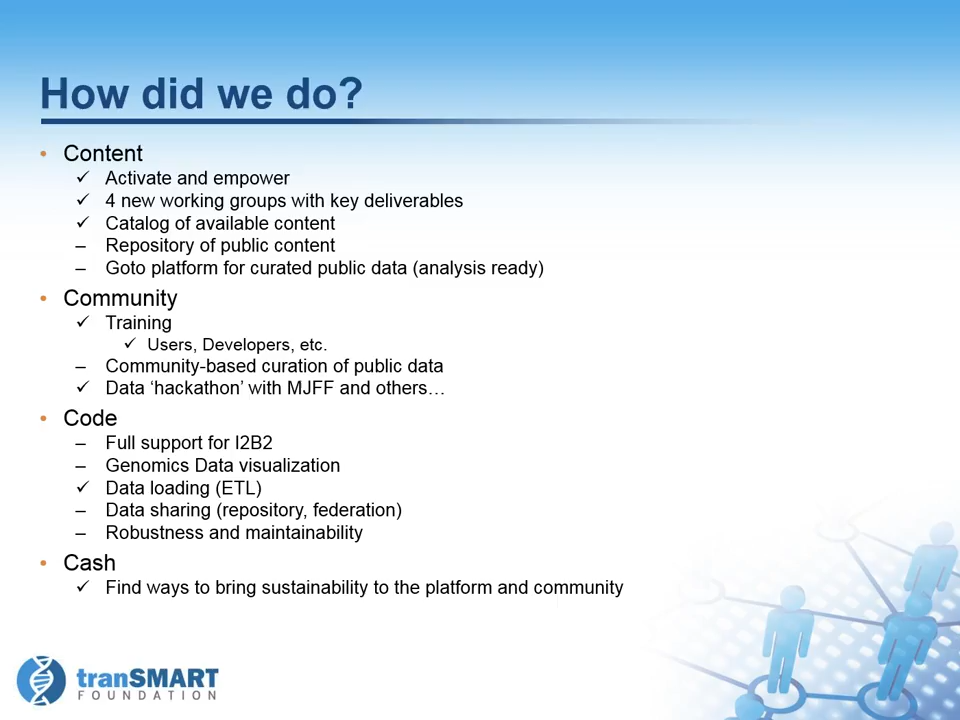 How did we do?
• Content
✓ Activate and empower
✓ 4 new working groups with key deliverables
✓ Catalog of available content
– Repository of public content
– Goto platform for curated public data (analysis ready)
• Community
✓ Training
✓ Users, Developers, etc.
– Community-based curation of public data
✓ Data ‘hackathon’ with MJFF and others…
• Code
– Full support for I2B2
– Genomics Data visualization
✓ Data loading (ETL)
– Data sharing (repository, federation)
– Robustness and maintainability
• Cash
✓ Find ways to bring sustainability to the platform and community
tranSMART
FOUNDATION